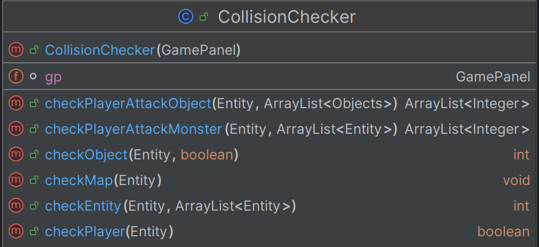 C CollisionChecker
m CollisionChecker(GamePanel)
f gp GamePanel
m checkPlayerAttackObject(Entity, ArrayList<Objects>) ArrayList<Integer>
m checkPlayerAttackMonster(Entity, ArrayList<Entity>) ArrayList<Integer>
m checkObject(Entity, boolean) int
m checkMap(Entity) void
m checkEntity(Entity, ArrayList<Entity>) int
m checkPlayer(Entity) boolean